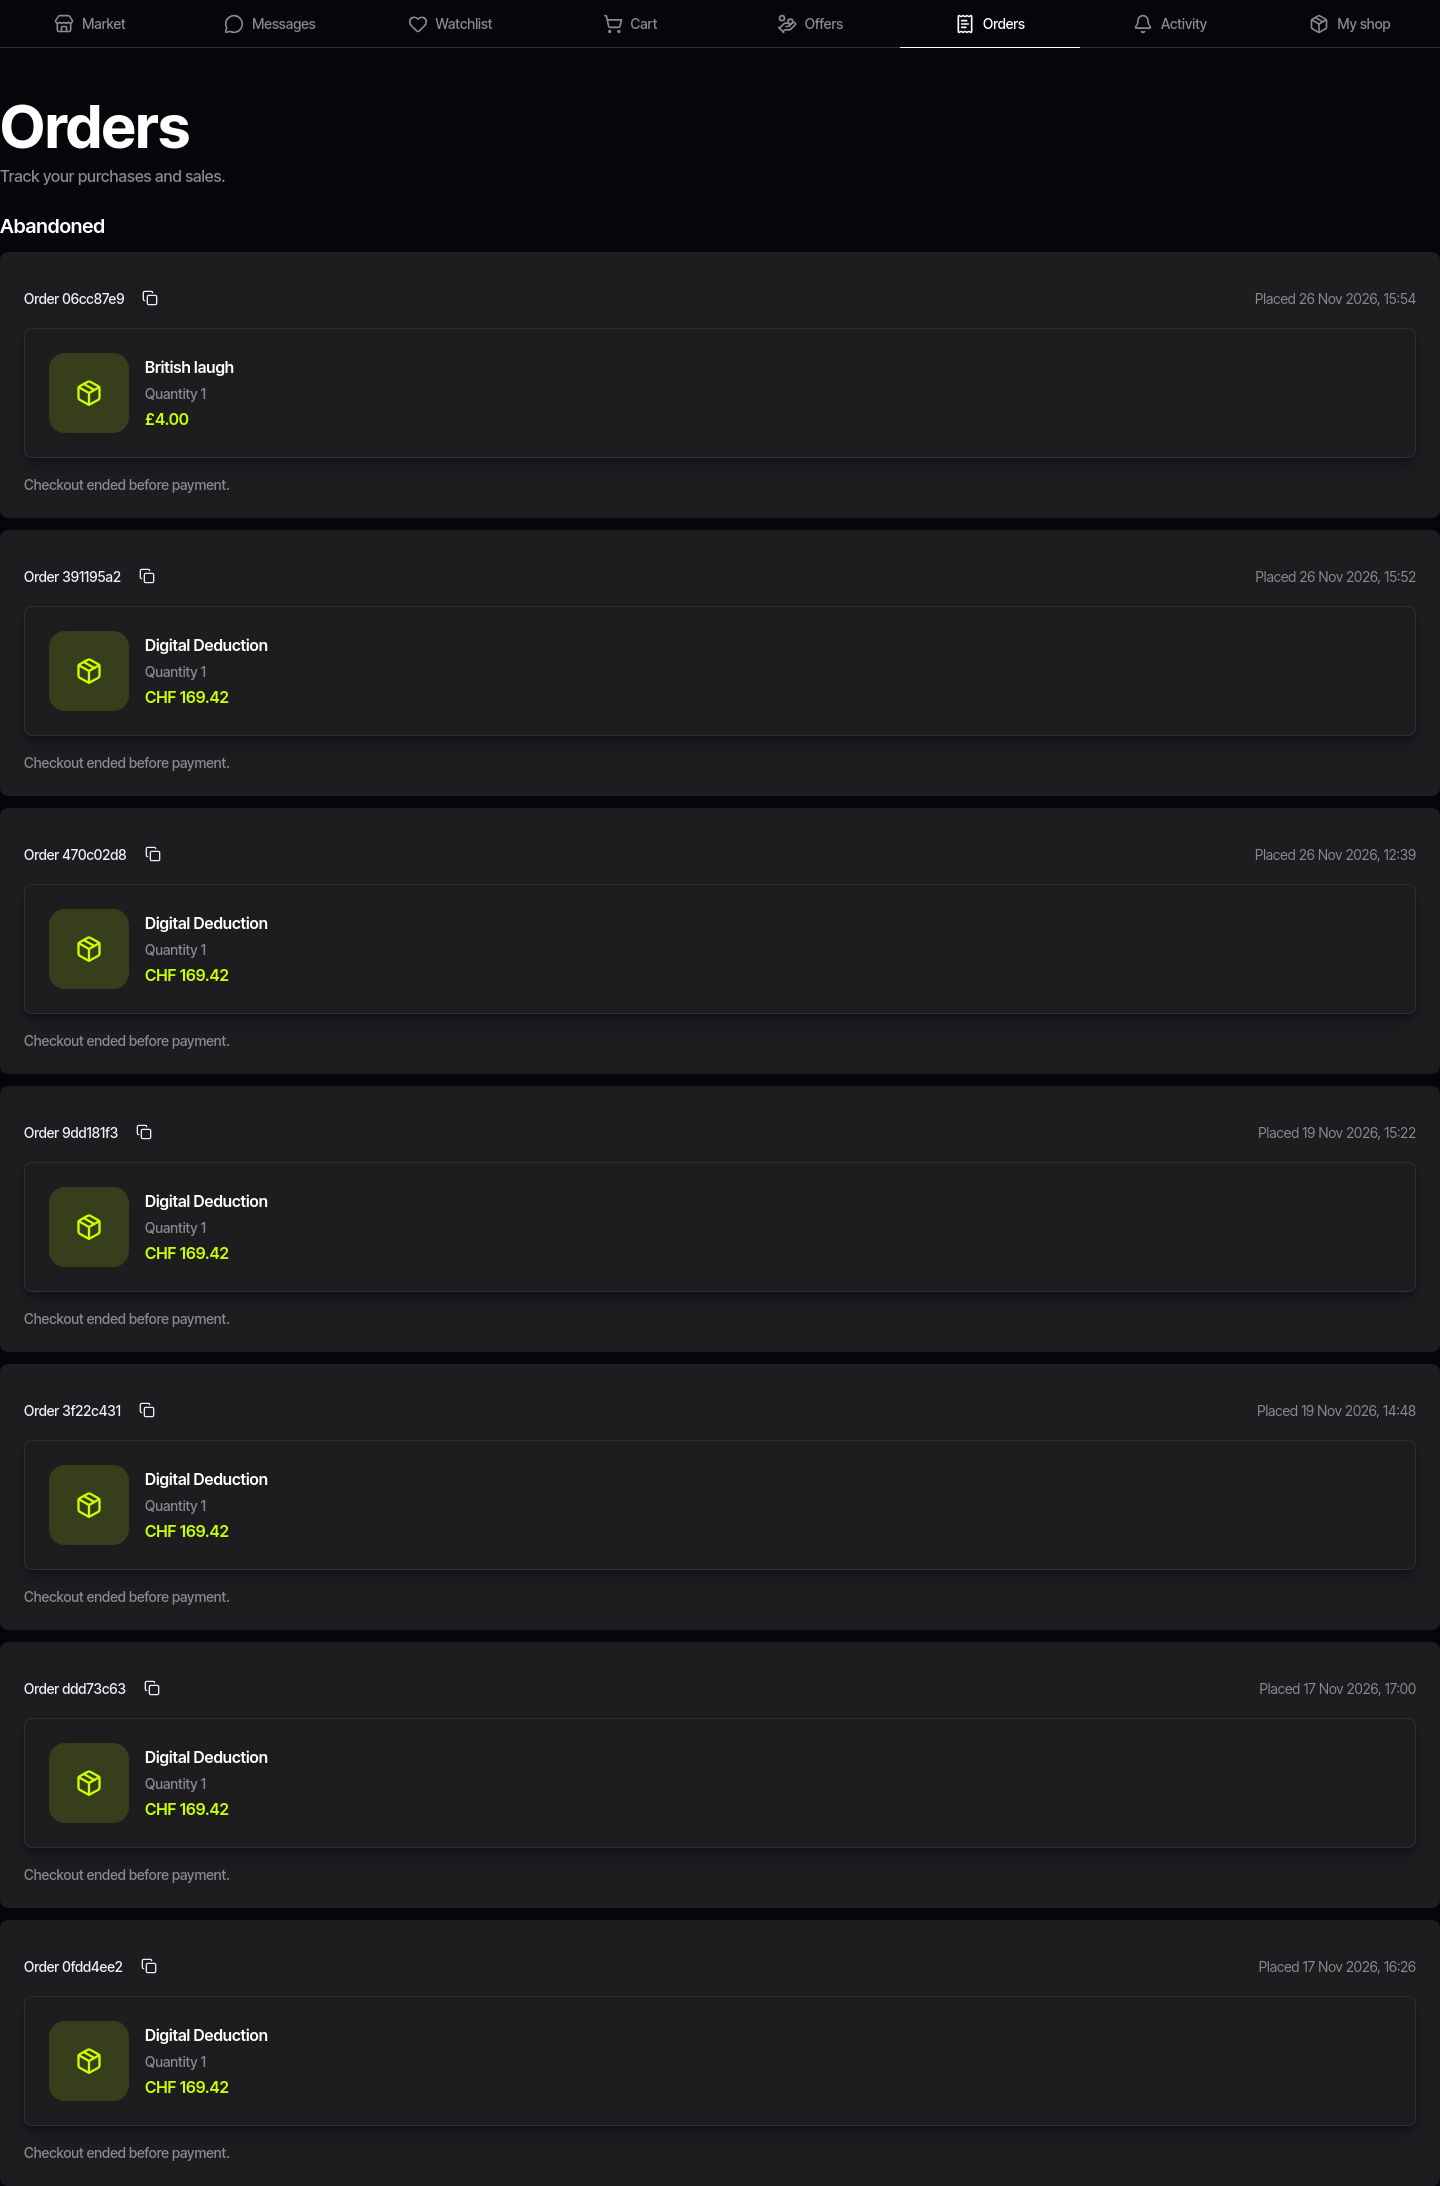 Market
Messages
Watchlist
Cart
Offers
Orders
Activity
My shop
Orders
Track your purchases and sales.
Abandoned
Order 06cc87e9
Placed 26 Nov 2026, 15:54
British laugh
Quantity 1
£4.00
Checkout ended before payment.
Order 391195a2
Placed 26 Nov 2026, 15:52
Digital Deduction
Quantity 1
CHF 169.42
Checkout ended before payment.
Order 470c02d8
Placed 26 Nov 2026, 12:39
Digital Deduction
Quantity 1
CHF 169.42
Checkout ended before payment.
Order 9dd181f3
Placed 19 Nov 2026, 15:22
Digital Deduction
Quantity 1
CHF 169.42
Checkout ended before payment.
Order 3f22c431
Placed 19 Nov 2026, 14:48
Digital Deduction
Quantity 1
CHF 169.42
Checkout ended before payment.
Order ddd73c63
Placed 17 Nov 2026, 17:00
Digital Deduction
Quantity 1
CHF 169.42
Checkout ended before payment.
Order 0fdd4ee2
Placed 17 Nov 2026, 16:26
Digital Deduction
Quantity 1
CHF 169.42
Checkout ended before payment.